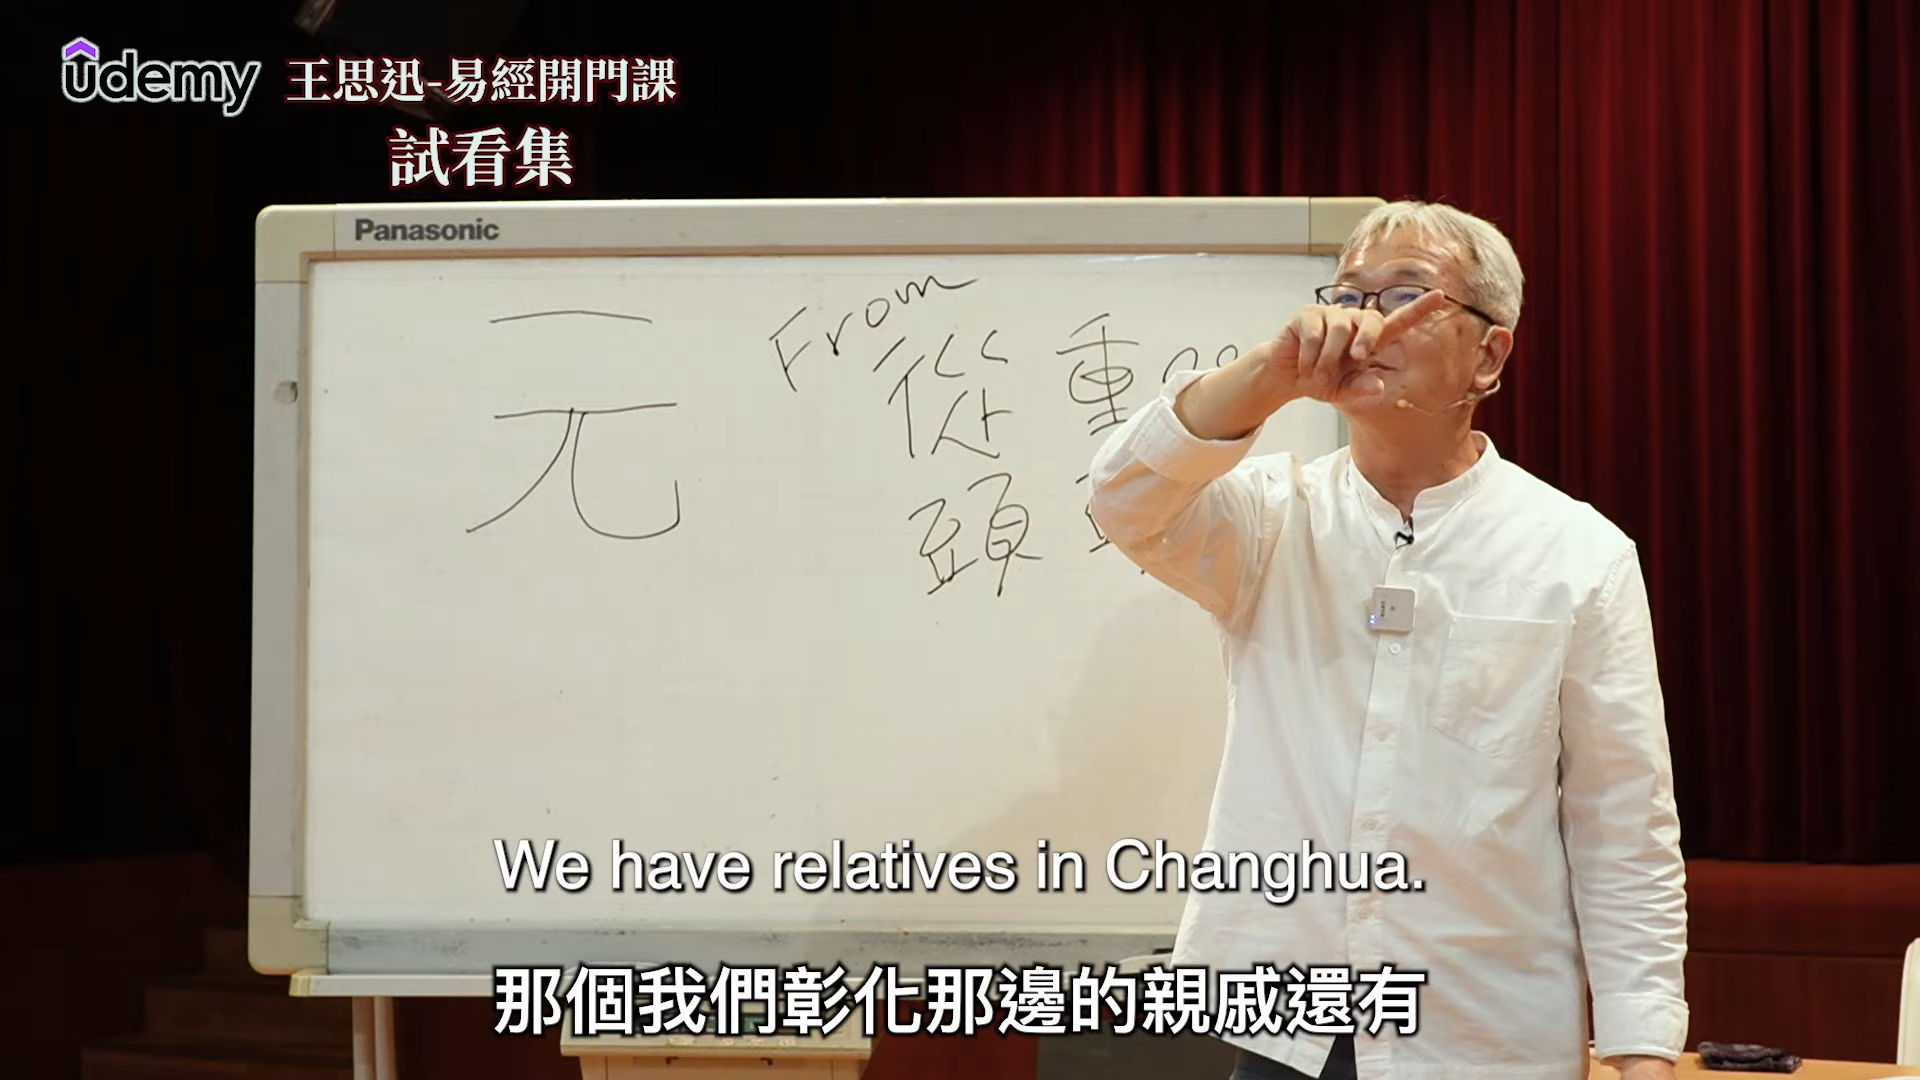 udemy 王思迅-易經開門課
試看集
Panasonic
元
From
從 重
頭
We have relatives in Changhua.
那個我們彰化那邊的親戚還有